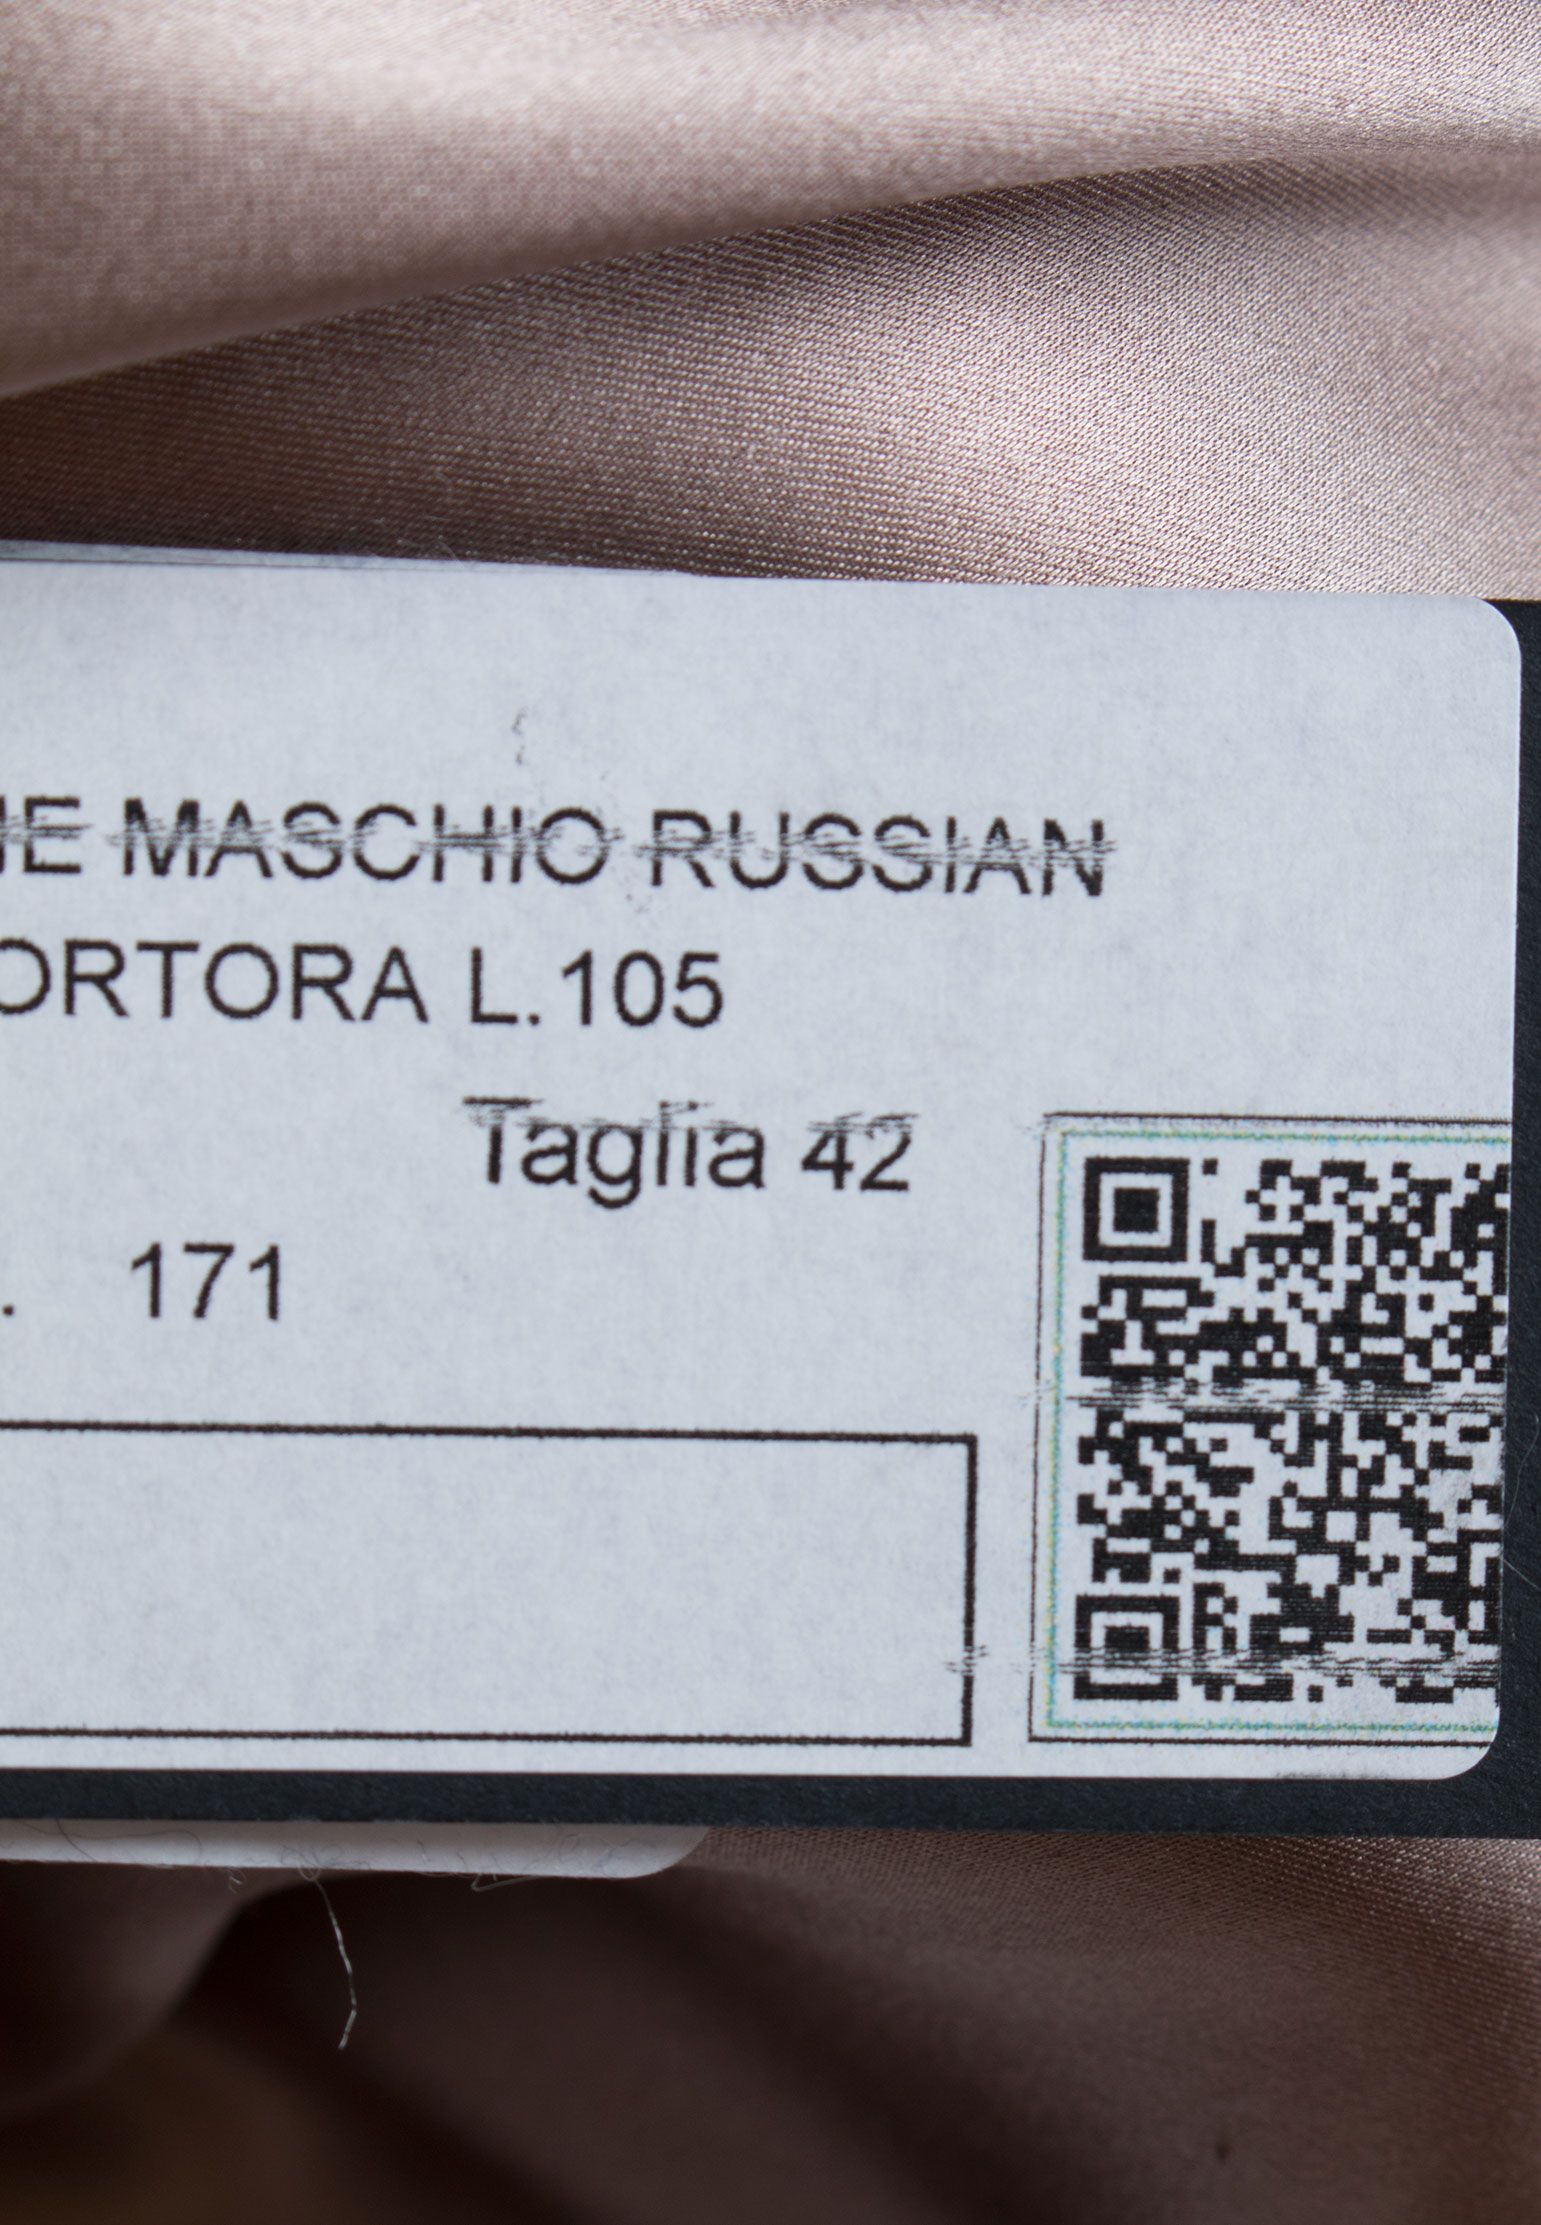 MASCHIO RUSSIAN
ORTORA L.105
Taglia 42
171